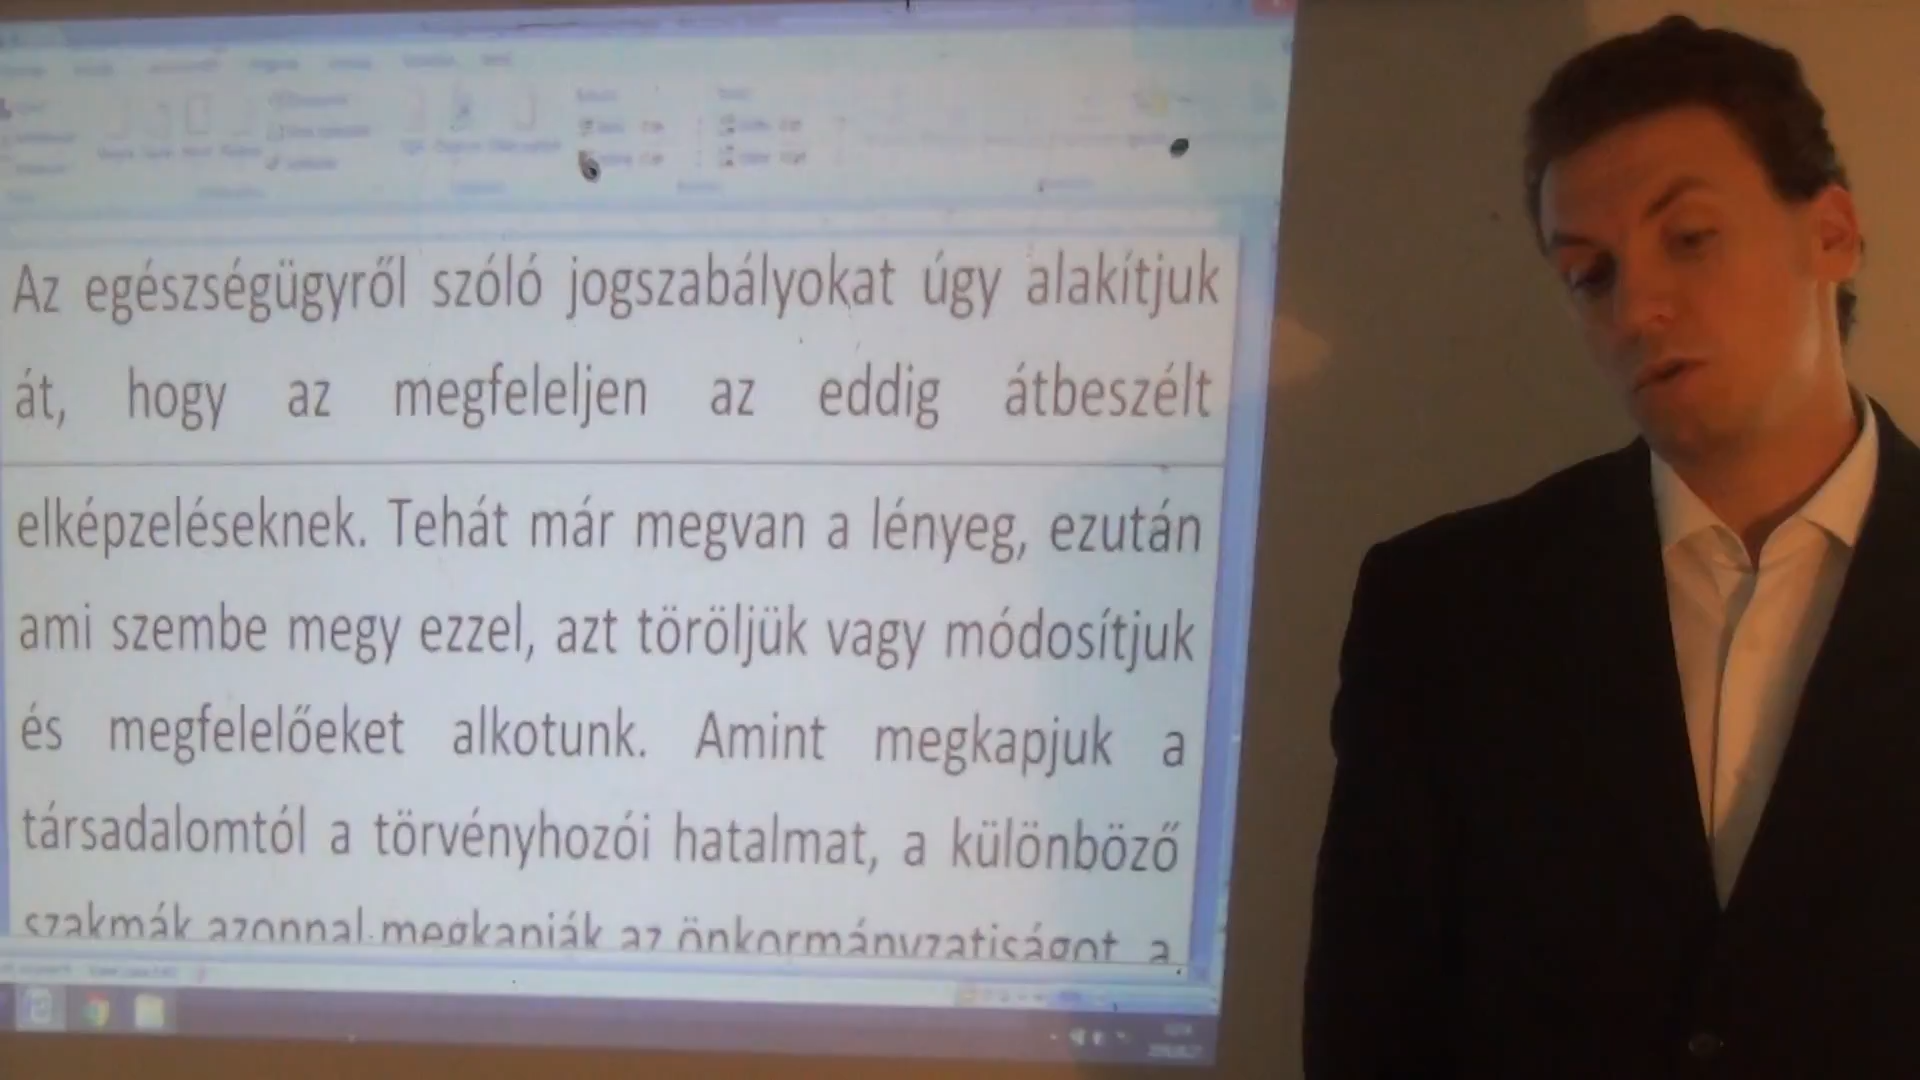 Az egészségügyről szóló jogszabályokat úgy alakítjuk
át, hogy az megfeleljen az eddig átbeszélt
elképzeléseknek. Tehát már megvan a lényeg, ezután
ami szembe megy ezzel, azt töröljük vagy módosítjuk
és megfelelőeket alkotunk. Amint megkapjuk a
társadalomtól a törvényhozói hatalmat, a különböző
szakmák azonnal megkapják az önkormányzatiságot, a